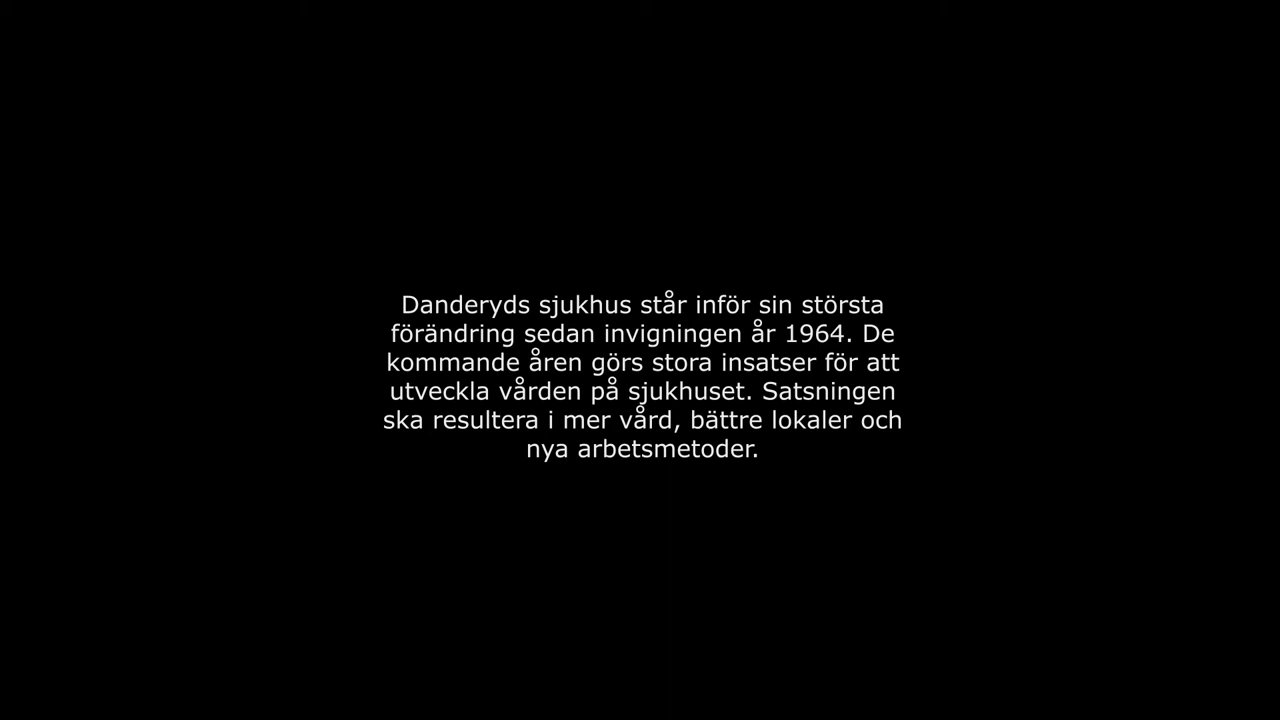 Danderyds sjukhus står inför sin största
förändring sedan invigningen år 1964. De
kommande åren görs stora insatser för att
utveckla vården på sjukhuset. Satsningen
ska resultera i mer vård, bättre lokaler och
nya arbetsmetoder.